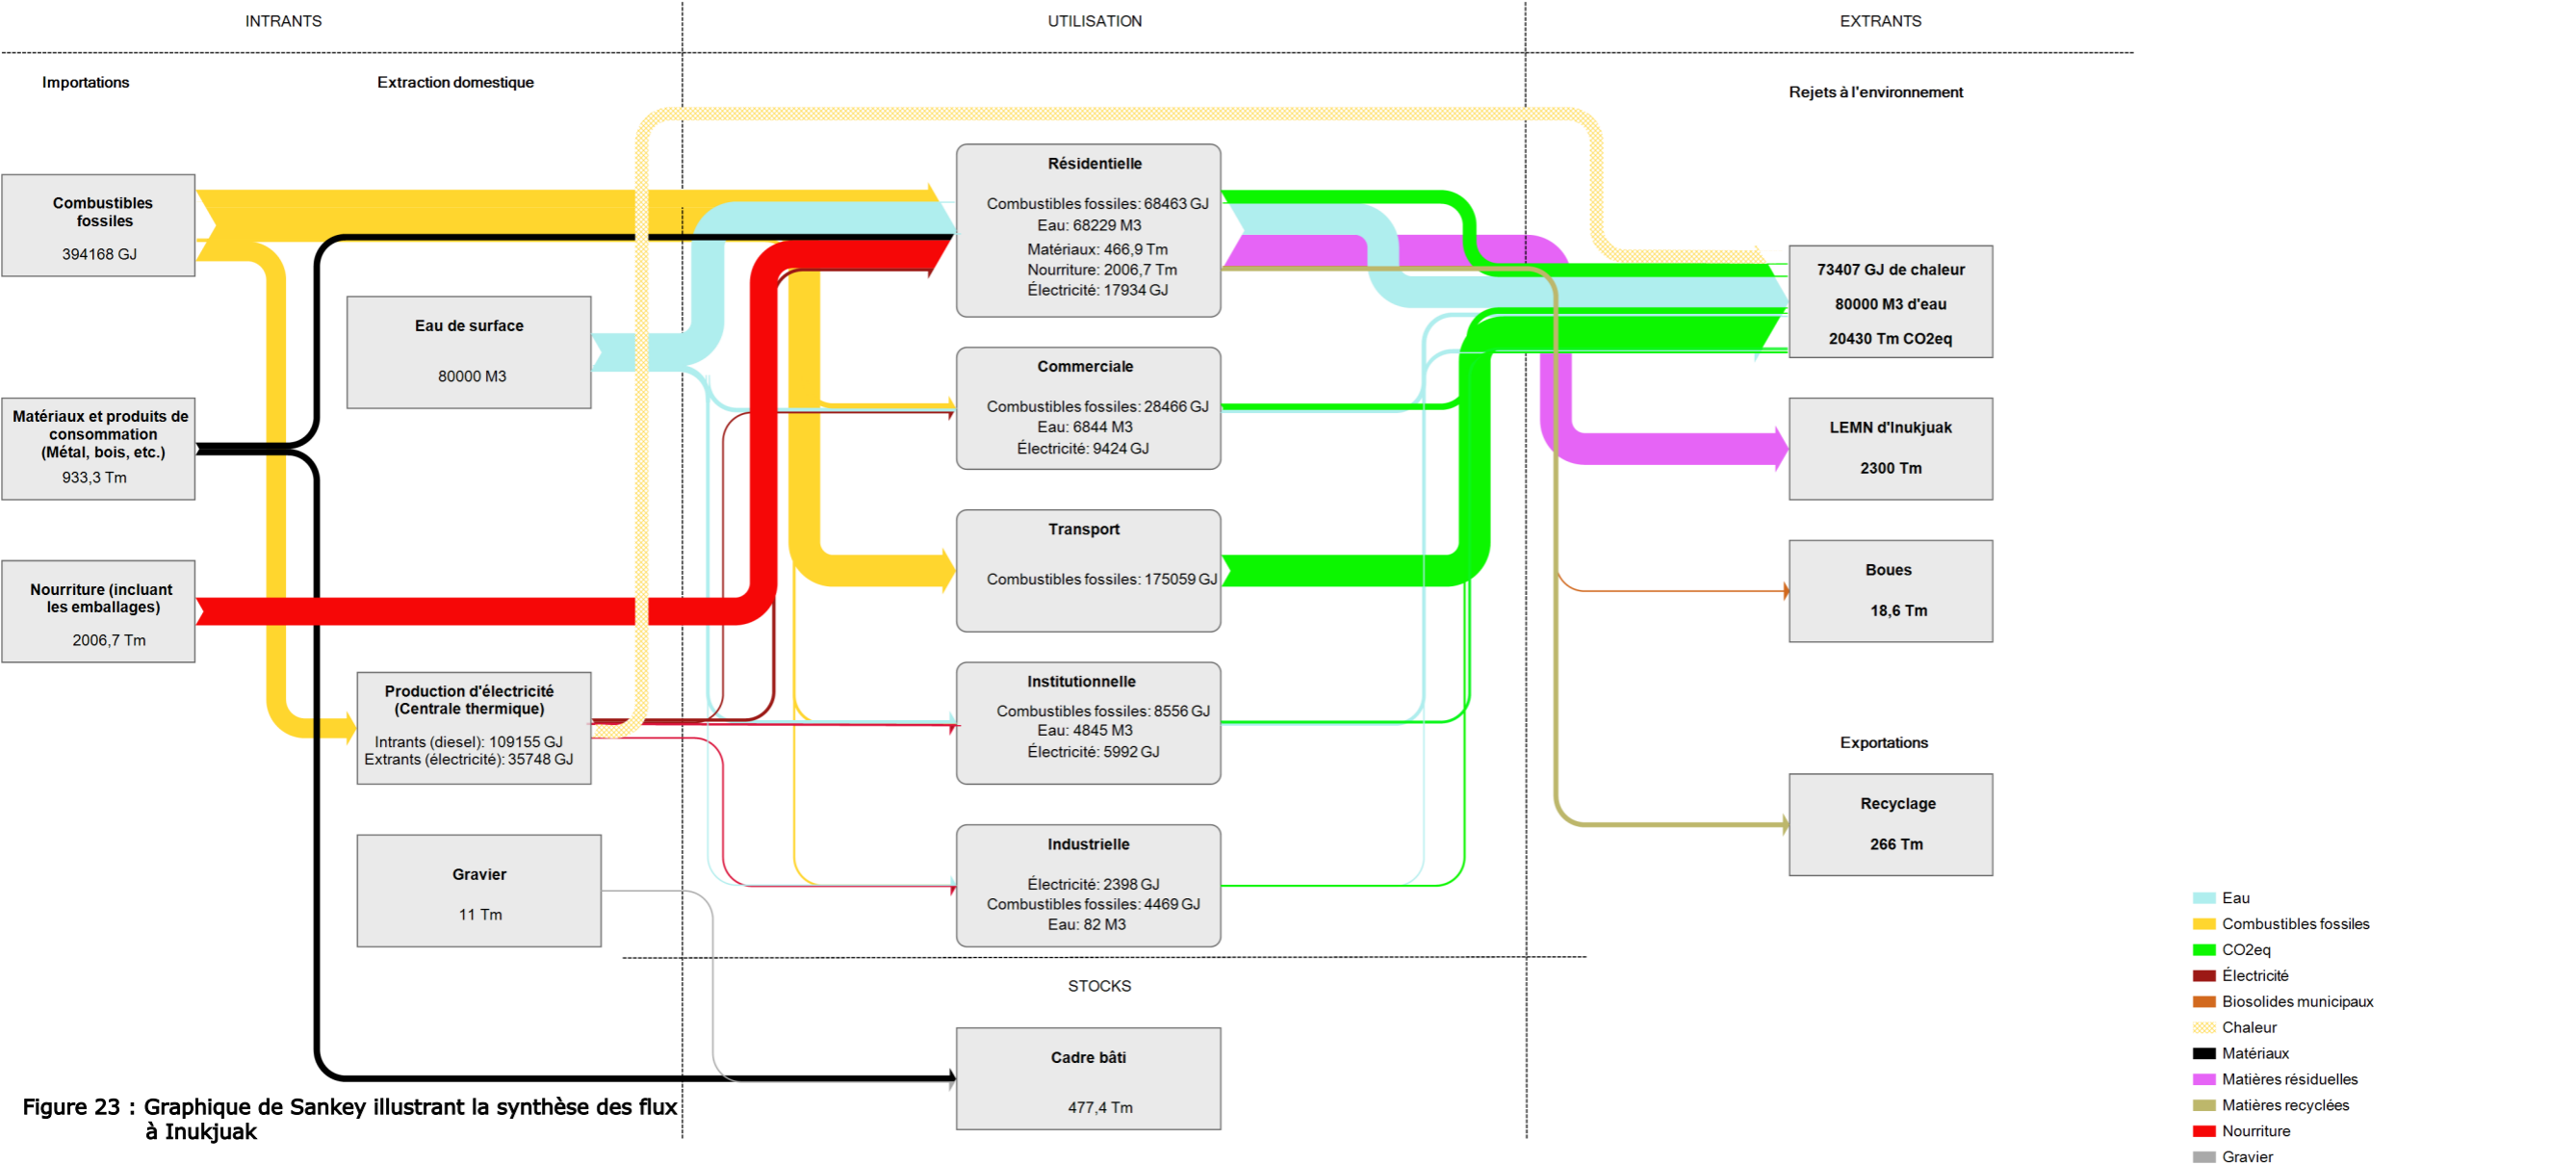 INTRANTS
UTILISATION
EXTRANTS
Importations
Extraction domestique
Rejets à l'environnement
Combustibles
fossiles
394168 GJ
Matériaux et produits de
consommation
(Métal, bois, etc.)
933,3 Tm
Nourriture (incluant
les emballages)
2006,7 Tm
Eau de surface
80000 M3
Production d'électricité
(Centrale thermique)
Intrants (diesel): 109155 GJ
Extrants (électricité): 35748 GJ
Gravier
11 Tm
Résidentielle
Combustibles fossiles: 68463 GJ
Eau: 68229 M3
Matériaux: 466,9 Tm
Nourriture: 2006,7 Tm
Électricité: 17934 GJ
Commerciale
Combustibles fossiles: 28466 GJ
Eau: 6844 M3
Électricité: 9424 GJ
Transport
Combustibles fossiles: 175059 GJ
Institutionnelle
Combustibles fossiles: 8556 GJ
Eau: 4845 M3
Électricité: 5992 GJ
Industrielle
Électricité: 2398 GJ
Combustibles fossiles: 4469 GJ
Eau: 82 M3
STOCKS
Cadre bâti
477,4 Tm
73407 GJ de chaleur
80000 M3 d'eau
20430 Tm CO2eq
LEMN d'Inukjuak
2300 Tm
Boues
18,6 Tm
Exportations
Recyclage
266 Tm
Eau
Combustibles fossiles
CO2eq
Électricité
Biosolides municipaux
Chaleur
Matériaux
Matières résiduelles
Matières recyclées
Nourriture
Gravier
Figure 23 : Graphique de Sankey illustrant la synthèse des flux
à Inukjuak